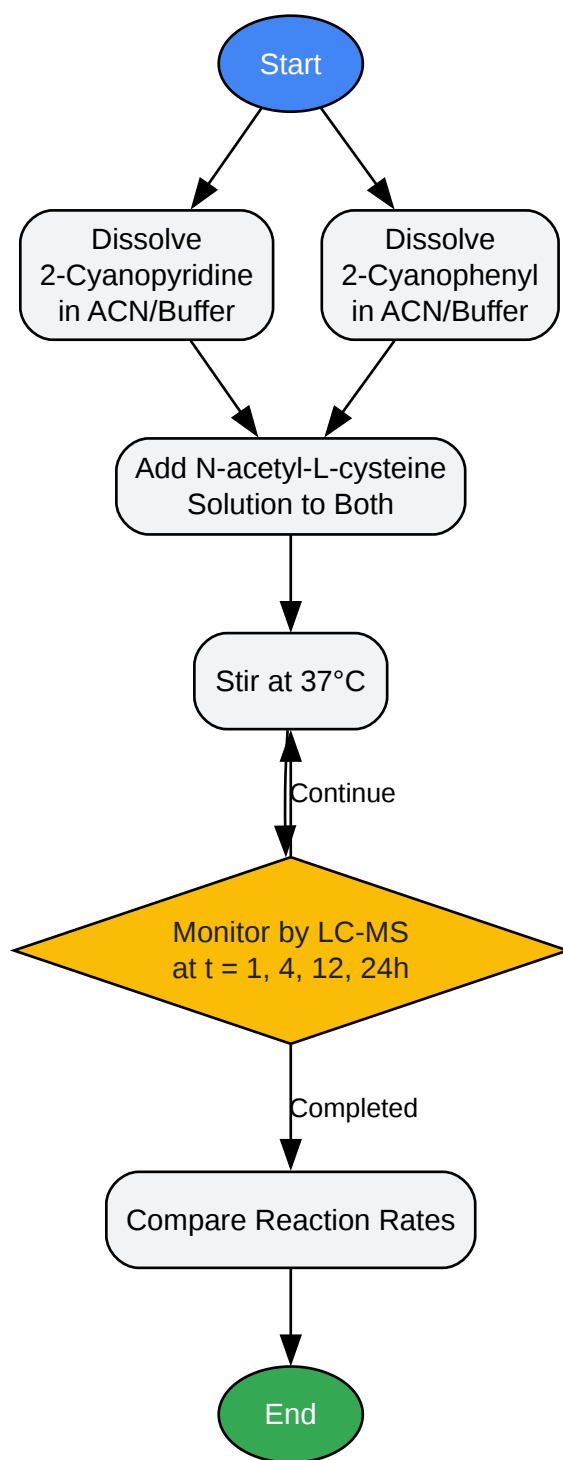 Start
Dissolve
2-Cyanopyridine
in ACN/Buffer
Dissolve
2-Cyanophenyl
in ACN/Buffer
Add N-acetyl-L-cysteine
Solution to Both
Stir at 37°C
Continue
Monitor by LC-MS
at t = 1, 4, 12, 24h
Completed
Compare Reaction Rates
End